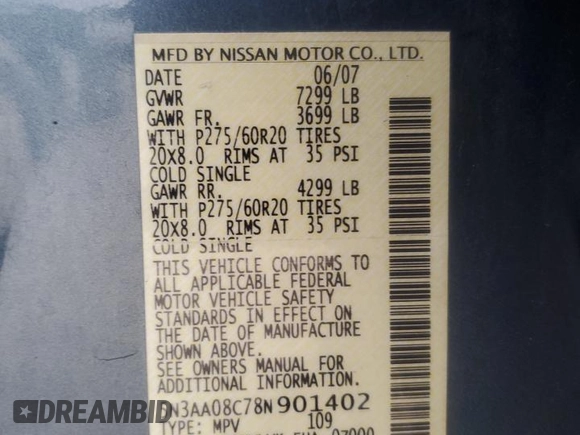 MFD BY NISSAN MOTOR CO., LTD.
DATE 06/07
GVWR 7299 LB
GAWR FR. 3699 LB
WITH P275/60R20 TIRES
20X8.0 RIMS AT 35 PSI
COLD SINGLE
GAWR RR. 4299 LB
WITH P275/60R20 TIRES
20X8.0 RIMS AT 35 PSI
COLD SINGLE
THIS VEHICLE CONFORMS TO
ALL APPLICABLE FEDERAL
MOTOR VEHICLE SAFETY
STANDARDS IN EFFECT ON
THE DATE OF MANUFACTURE
SHOWN ABOVE.
SEE OWNERS MANUAL FOR
ADDITIONAL INFORMATION
N3AA08C78N901402
TYPE: MPV 109
DREAMBID